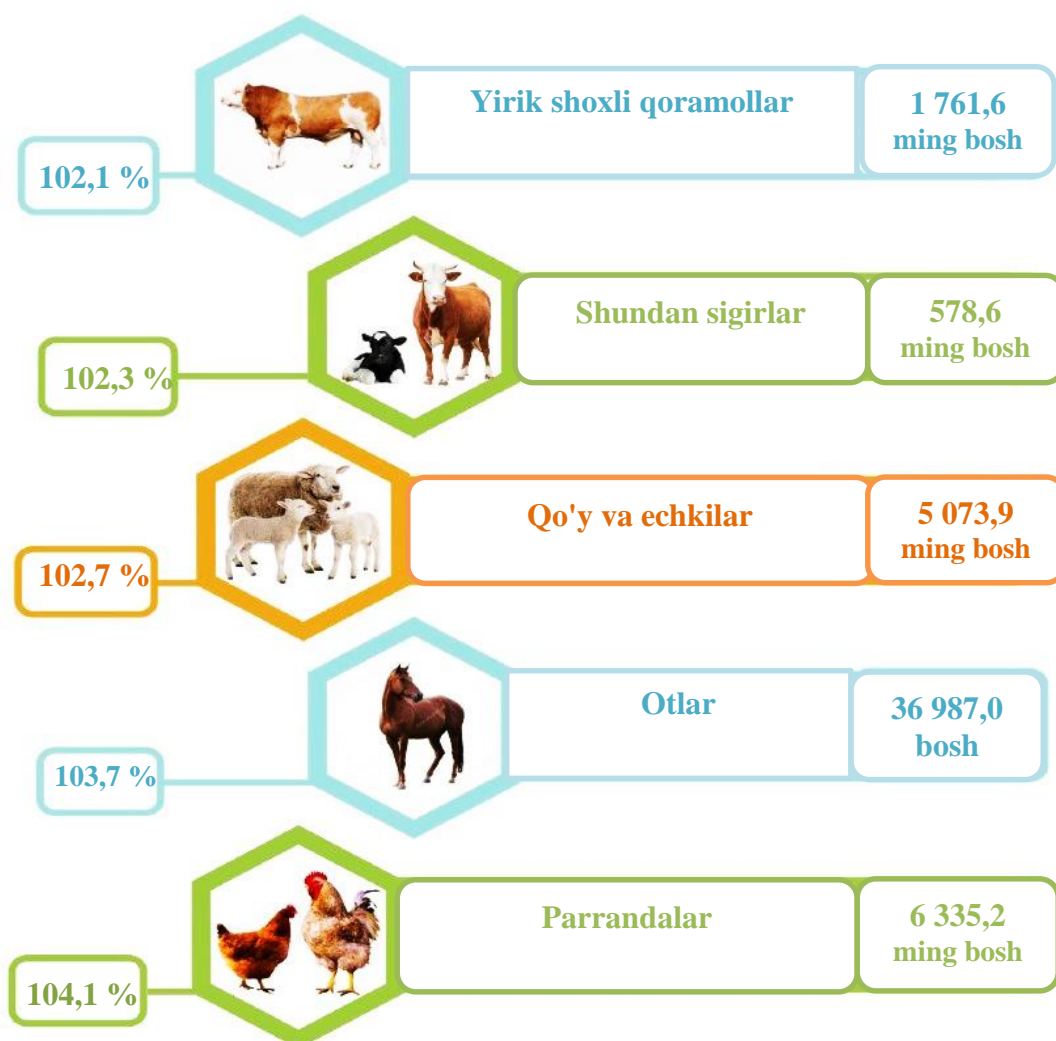 Yirik shoxli qoramollar
1 761,6
ming bosh
102,1 %
Shundan sigirlar
578,6
ming bosh
102,3 %
Qo'y va echkilar
5 073,9
ming bosh
102,7 %
Otlar
36 987,0
bosh
103,7 %
Parrandalar
6 335,2
ming bosh
104,1 %